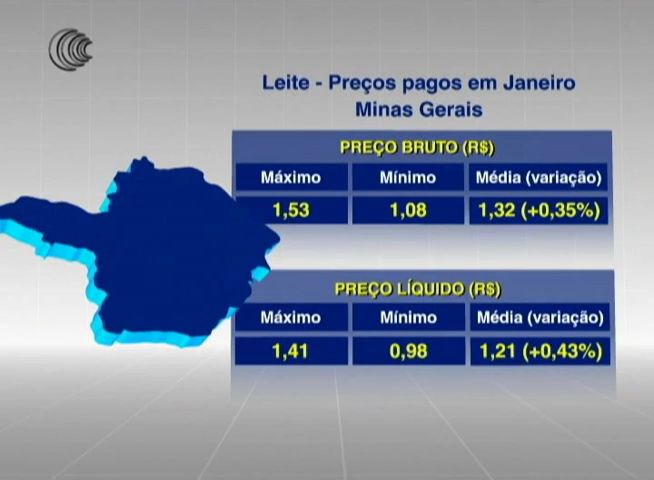 Leite - Preços pagos em Janeiro
Minas Gerais
PREÇO BRUTO (R$)
Máximo Mínimo Média (variação)
1,53 1,08 1,32 (+0,35%)
PREÇO LÍQUIDO (R$)
Máximo Mínimo Média (variação)
1,41 0,98 1,21 (+0,43%)